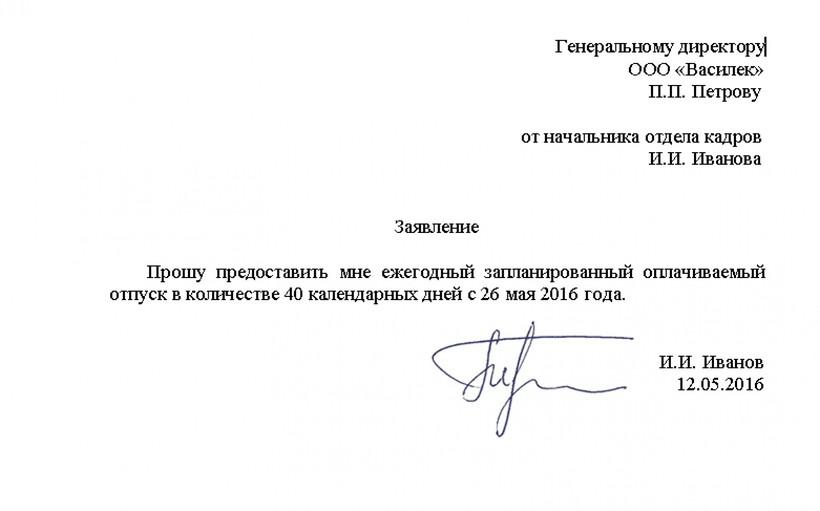 Генеральному директору
ООО «Василек»
П.П. Петрову
от начальника отдела кадров
И.И. Иванова
Заявление
Прошу предоставить мне ежегодный запланированный оплачиваемый
отпуск в количестве 40 календарных дней с 26 мая 2016 года.
И.И. Иванов
12.05.2016